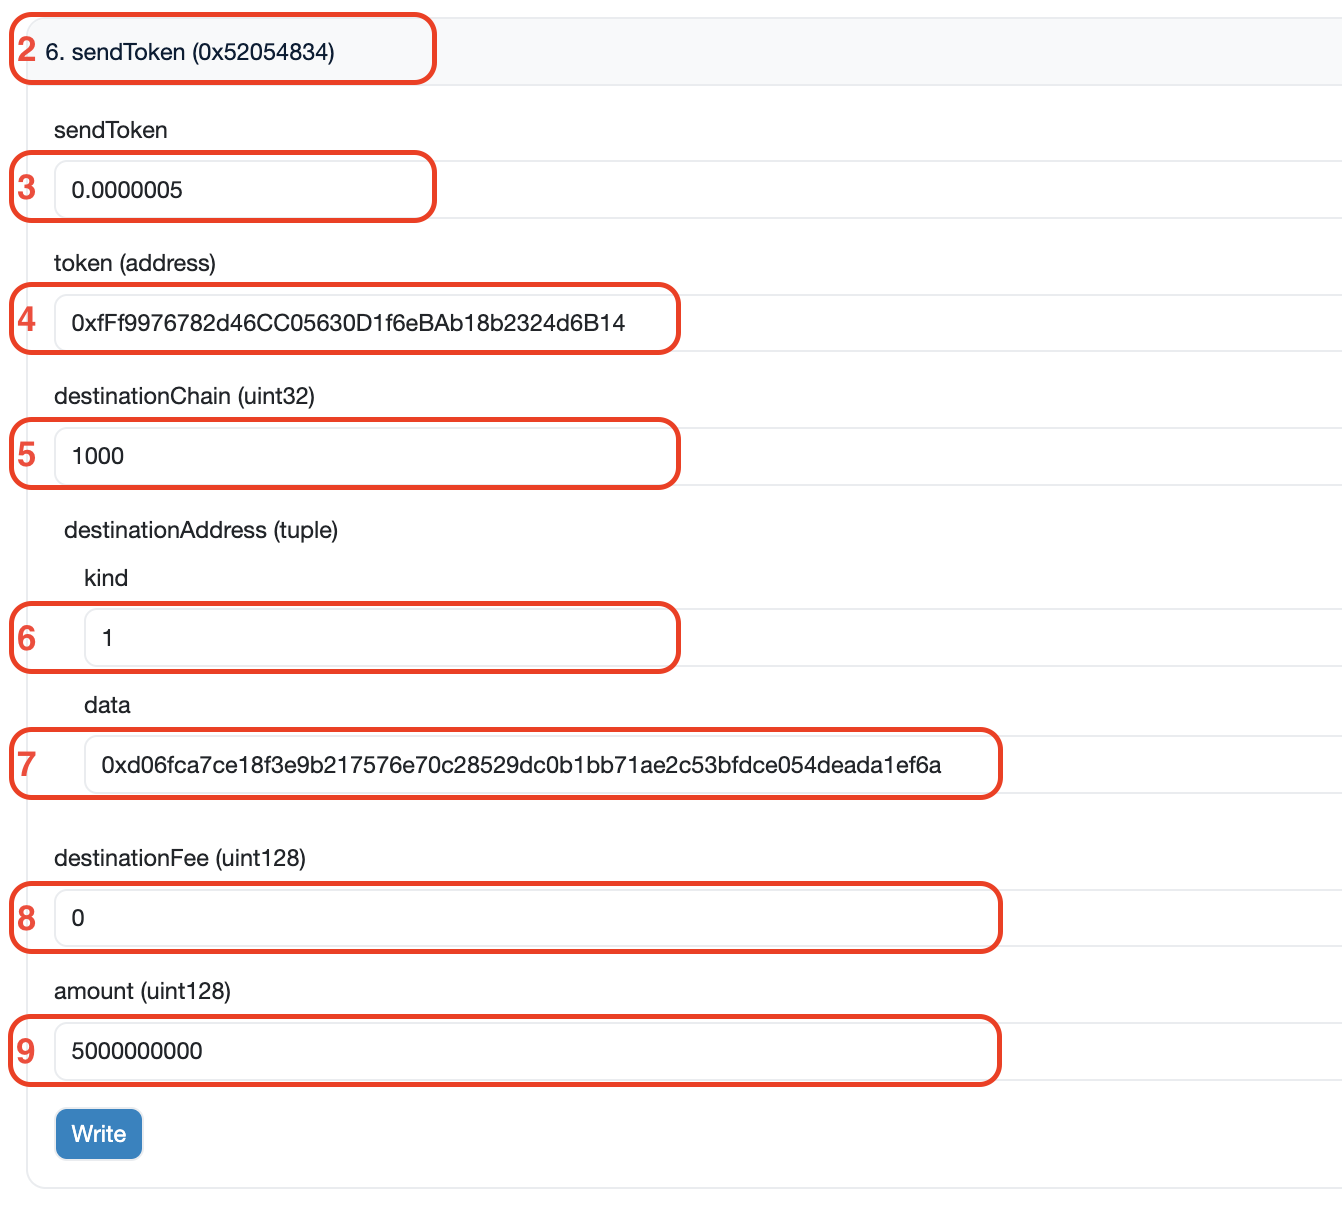 2 6. sendToken (0x52054834)
sendToken
3 0.0000005
token (address)
4 0xfFf9976782d46CC05630D1f6eBAb18b2324d6B14
destinationChain (uint32)
5 1000
destinationAddress (tuple)
kind
6 1
data
7 0xd06fca7ce18f3e9b217576e70c28529dc0b1bb71ae2c53bfdce054deada1ef6a
destinationFee (uint128)
8 0
amount (uint128)
9 5000000000
Write